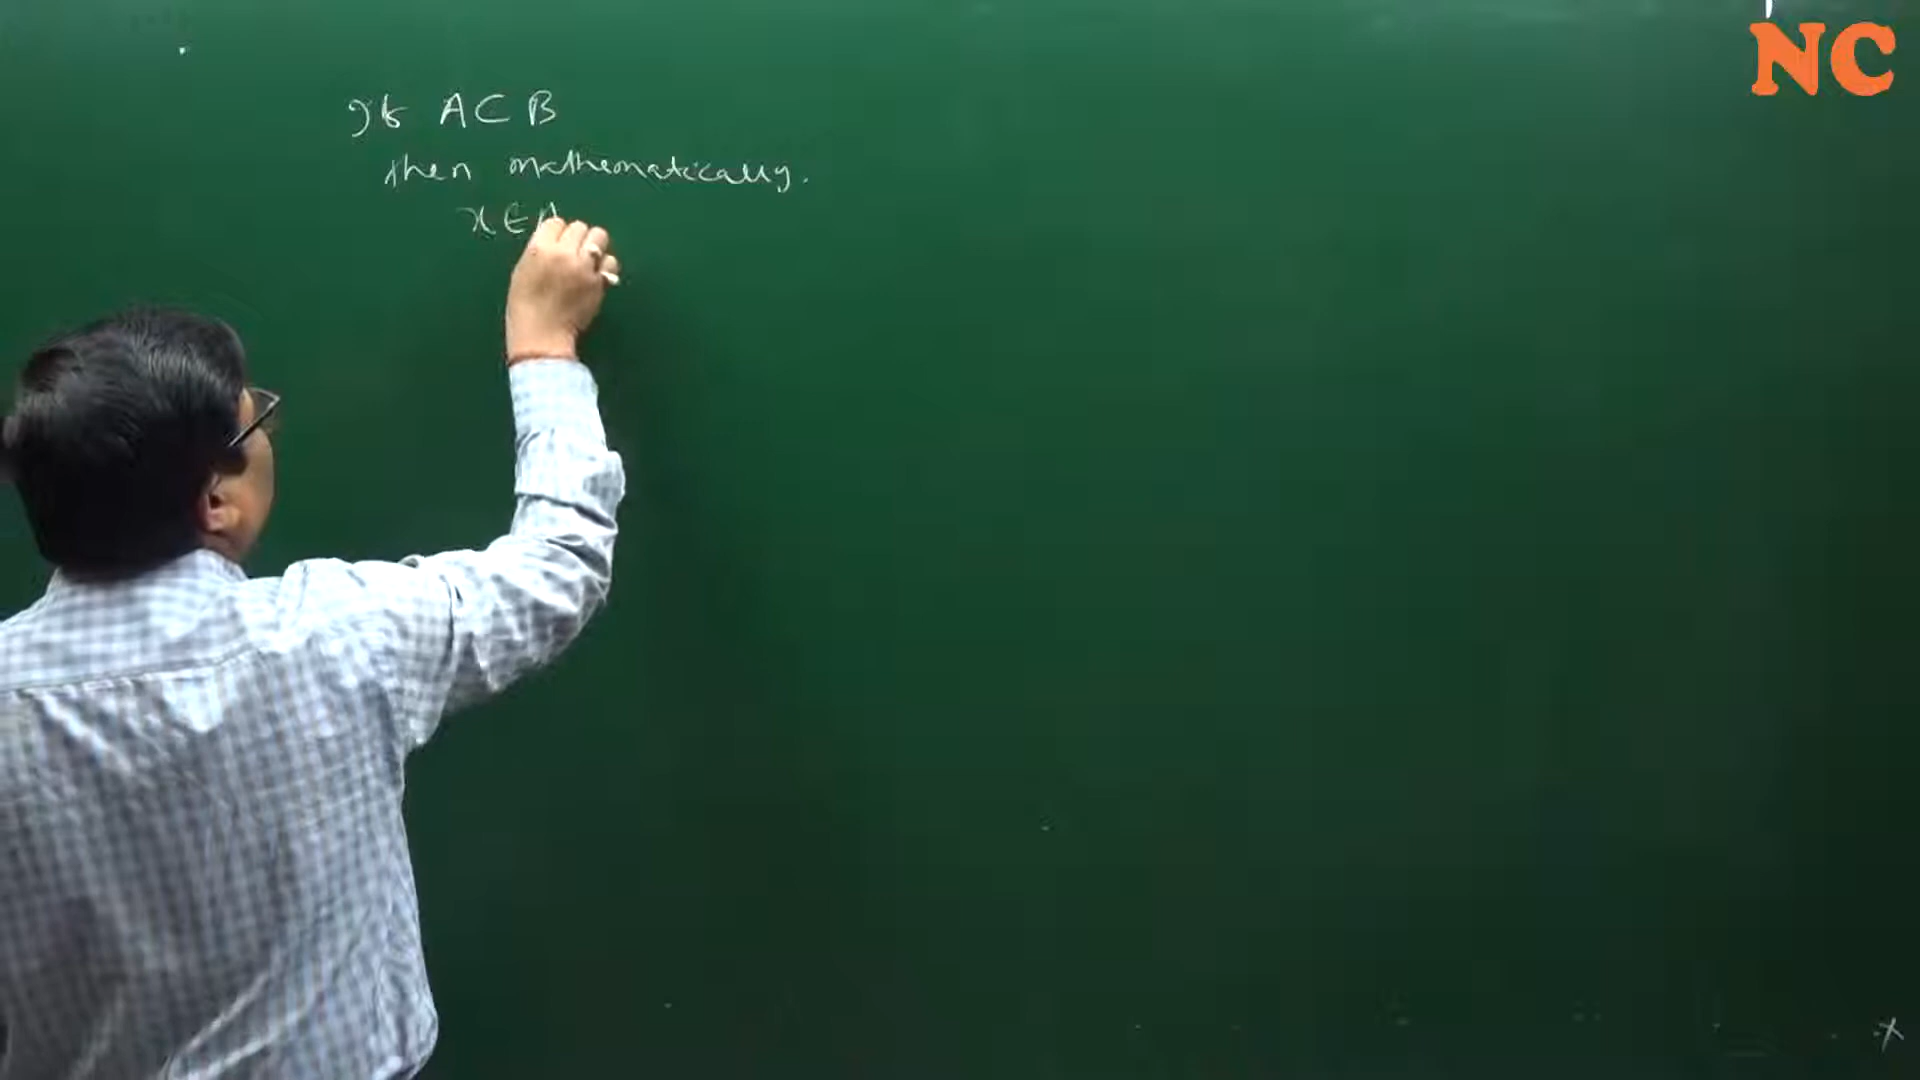 NC
If A ⊂ B
then mathematically.
x ∈ A